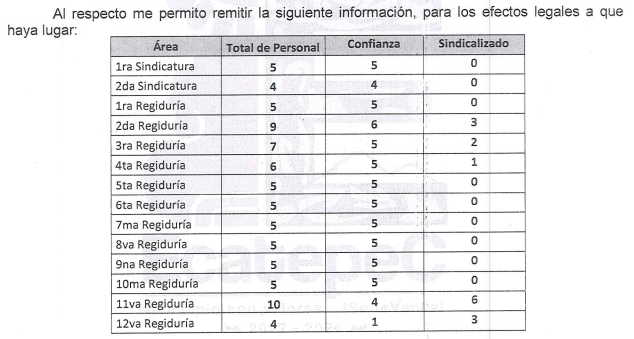 Al respecto me permito remitir la siguiente información, para los efectos legales a que
haya lugar:
Área Total de Personal Confianza Sindicalizado
1ra Sindicatura 5 5 0
2da Sindicatura 4 4 0
1ra Regiduría 5 5 0
2da Regiduría 9 6 3
3ra Regiduría 7 5 2
4ta Regiduría 6 5 1
5ta Regiduría 5 5 0
6ta Regiduría 5 5 0
7ma Regiduría 5 5 0
8va Regiduría 5 5 0
9na Regiduría 5 5 0
10ma Regiduría 5 5 0
11va Regiduría 10 4 6
12va Regiduría 4 1 3